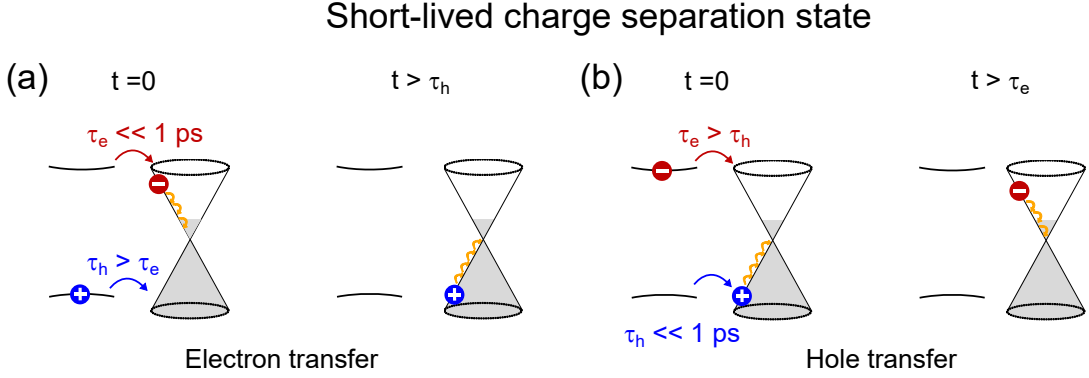 Short-lived charge separation state
(a)
t =0
t > τh
τe << 1 ps
τh > τe
Electron transfer
(b)
t=0
t > τe
τe > τh
τh << 1 ps
Hole transfer